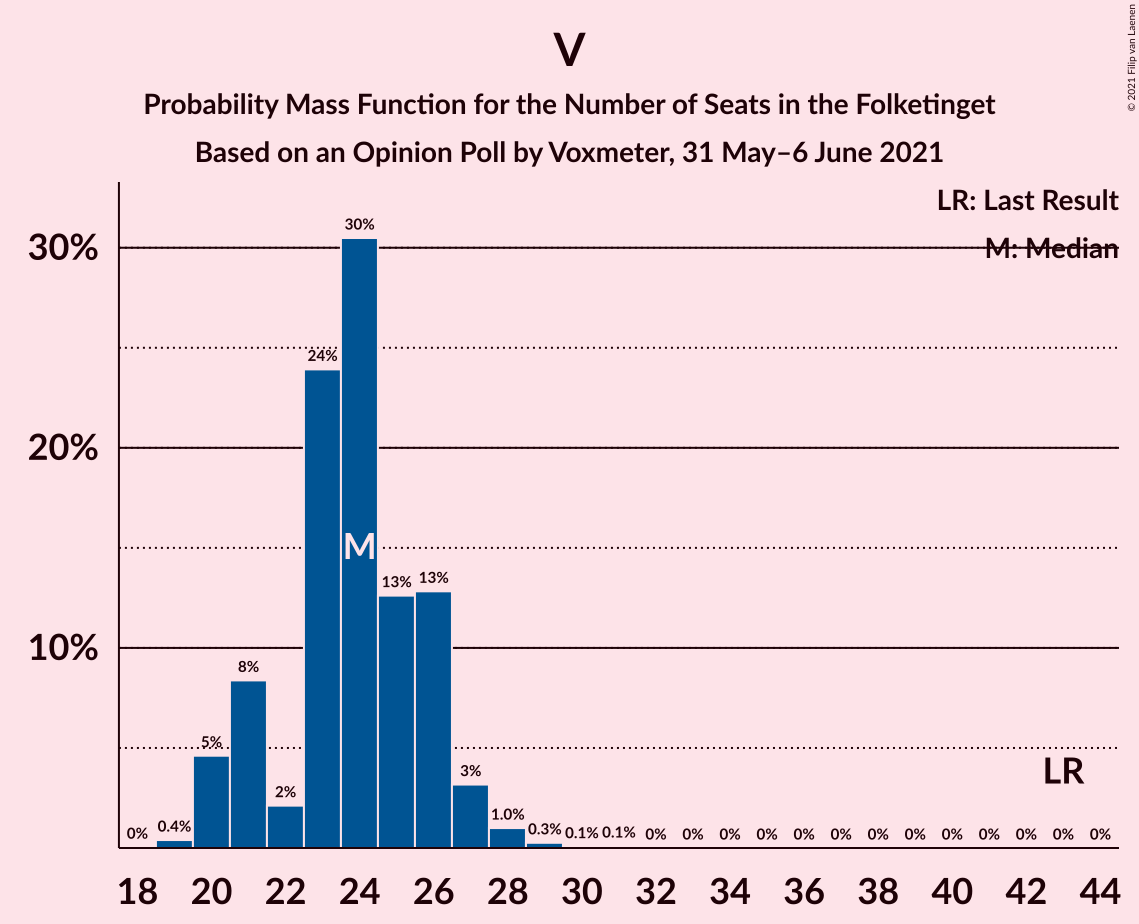 © 2021 Filip van Laenen
V
Probability Mass Function for the Number of Seats in the Folketinget
Based on an Opinion Poll by Voxmeter, 31 May–6 June 2021
LR: Last Result
M: Median
30%
20%
10%
0% 0.4% 5% 8% 2% 24% 30% 13% 13% 3% 1.0% 0.3% 0.1% 0.1% 0% 0% 0% 0% 0% 0% 0% 0% 0% 0% 0% 0% 0%
M
LR
18 20 22 24 26 28 30 32 34 36 38 40 42 44